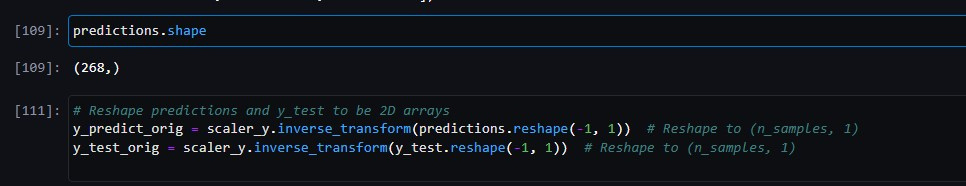 [109]: predictions.shape
[109]: (268,)
[111]: # Reshape predictions and y_test to be 2D arrays
y_predict_orig = scaler_y.inverse_transform(predictions.reshape(-1, 1))  # Reshape to (n_samples, 1)
y_test_orig = scaler_y.inverse_transform(y_test.reshape(-1, 1))  # Reshape to (n_samples, 1)